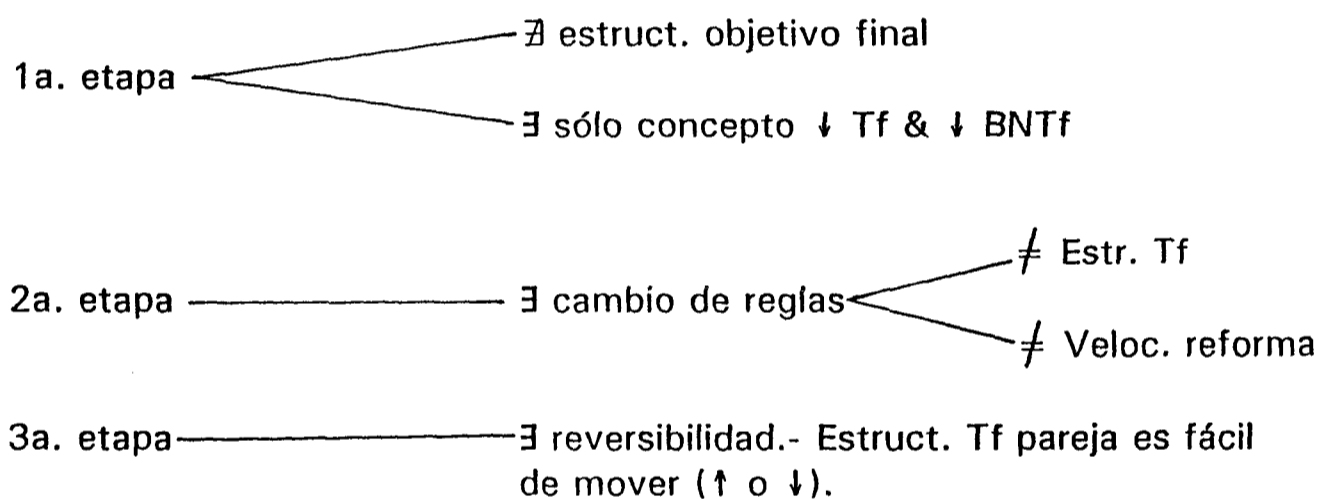 ∄ estruct. objetivo final
1a. etapa
∃ sólo concepto ↓ Tf & ↓ BNTf
≠ Estr. Tf
2a. etapa ∃ cambio de reglas
≠ Veloc. reforma
3a. etapa ∃ reversibilidad.- Estruct. Tf pareja es fácil
de mover (↑ o ↓).